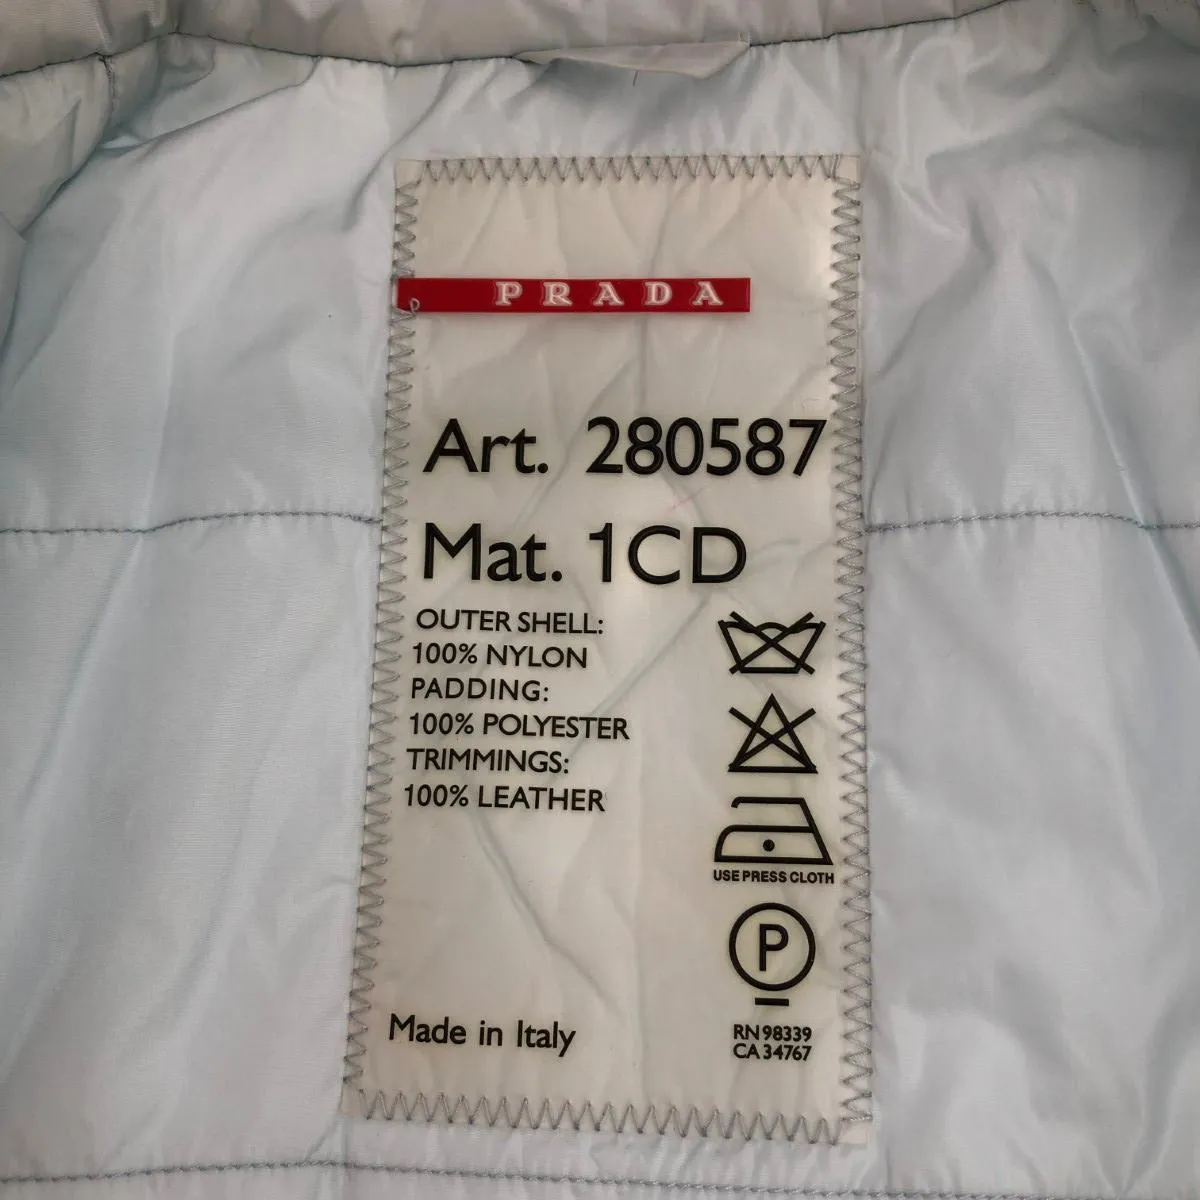 PRADA
Art. 280587
Mat. 1CD
OUTER SHELL:
100% NYLON
PADDING:
100% POLYESTER
TRIMMINGS:
100% LEATHER
USE PRESS CLOTH
P
Made in Italy
RN 98339
CA 34767